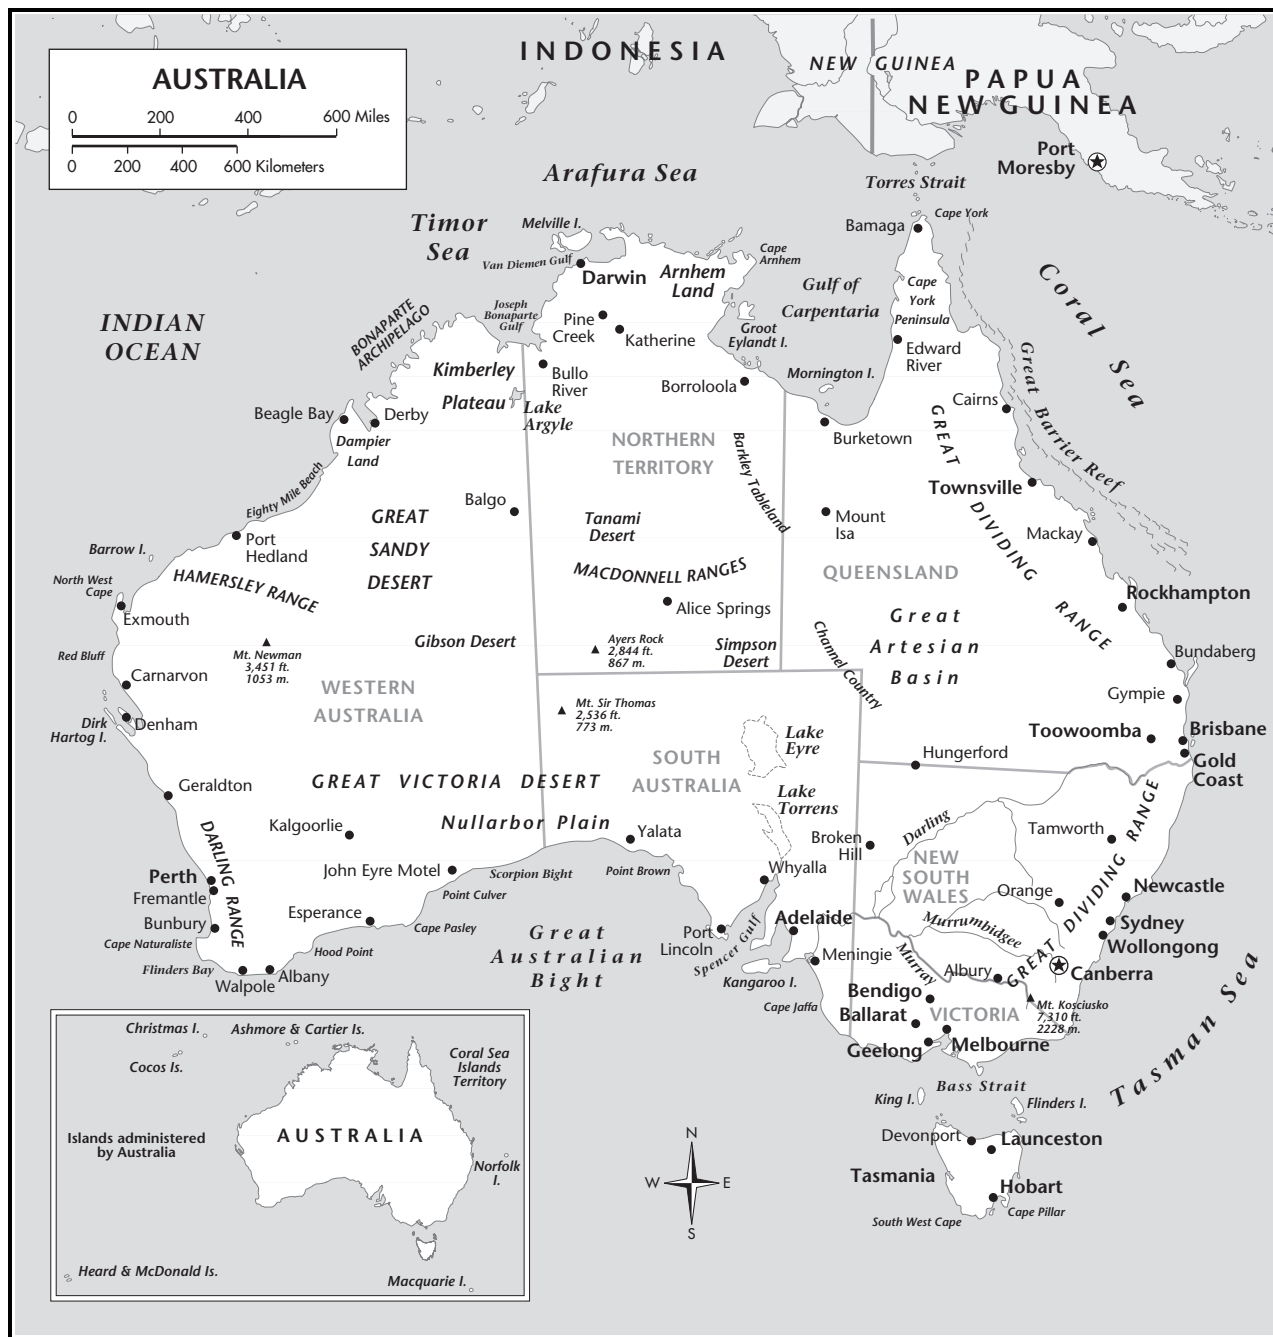 INDONESIA
NEW GUINEA
PAPUA
NEW GUINEA
AUSTRALIA
0 200 400 600 Miles
0 200 400 600 Kilometers
Port
Moresby
Arafura Sea
Torres Strait
Timor
Sea
Melville I.
Van Diemen Gulf
Darwin
Arnhem
Land
Cape
Arnhem
Bamaga
Cape York
Gulf of
Carpentaria
Cape
York
Peninsula
Coral Sea
INDIAN
OCEAN
BONAPARTE
ARCHIPELAGO
Joseph
Bonaparte
Gulf
Pine
Creek
Katherine
Groot
Eylandt I.
Edward
River
Great Barrier Reef
Kimberley
Plateau
Bullo
River
Lake
Argyle
Borroloola
Mornington I.
Cairns
Beagle Bay
Derby
Dampier
Land
Burketown
GREAT DIVIDING RANGE
NORTHERN
TERRITORY
Barkley Tableland
Eighty Mile Beach
Townsville
Balgo
GREAT
SANDY
DESERT
Tanami
Desert
Mount
Isa
Mackay
Port
Hedland
Barrow I.
North West
Cape
HAMERSLEY RANGE
MACDONNELL RANGES
QUEENSLAND
Rockhampton
Exmouth
Alice Springs
Great
Artesian
Basin
Gibson Desert
Mt. Newman
3,451 ft.
1053 m.
Ayers Rock
2,844 ft.
867 m.
Simpson
Desert
Channel Country
Bundaberg
Red Bluff
Carnarvon
WESTERN
AUSTRALIA
Mt. Sir Thomas
2,536 ft.
773 m.
Gympie
Dirk
Hartog I.
Denham
Lake
Eyre
Toowoomba
Brisbane
Gold
Coast
Hungerford
SOUTH
AUSTRALIA
Geraldton
GREAT VICTORIA DESERT
Lake
Torrens
Nullarbor Plain
Kalgoorlie
Yalata
Darling
Broken
Hill
Tamworth
GREAT DIVIDING RANGE
DARLING RANGE
NEW
SOUTH
WALES
John Eyre Motel
Scorpion Bight
Point Brown
Whyalla
Perth
Fremantle
Point Culver
Orange
Newcastle
Bunbury
Esperance
Cape Pasley
Adelaide
Murrumbidgee
Sydney
Wollongong
Cape Naturaliste
Hood Point
Great
Australian
Bight
Port
Lincoln
Spencer Gulf
Meningie
Murray
Flinders Bay
Walpole
Albany
Kangaroo I.
Albury
Canberra
Cape Jaffa
Bendigo
Ballarat
VICTORIA
Mt. Kosciusko
7,310 ft.
2228 m.
Geelong
Melbourne
Tasman Sea
Bass Strait
King I.
Flinders I.
Devonport
Launceston
Tasmania
Hobart
South West Cape
Cape Pillar
N
W E
S
Christmas I.
Ashmore & Cartier Is.
Cocos Is.
Coral Sea
Islands
Territory
Islands administered
by Australia
AUSTRALIA
Norfolk
I.
Heard & McDonald Is.
Macquarie I.